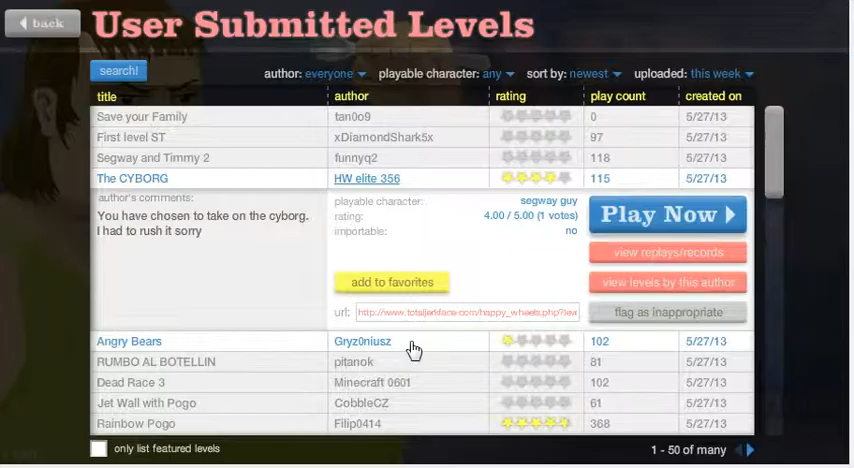 back
User Submitted Levels
search!
author: everyone playable character: any sort by: newest uploaded: this week
title author rating play count created on
Save your Family tan0o9 0 5/27/13
First level ST xDiamondShark5x 97 5/27/13
Segway and Timmy 2 funnyq2 118 5/27/13
The CYBORG HW elite 356 115 5/27/13
author's comments:
You have chosen to take on the cyborg.
I had to rush it sorry
playable character: segway guy
rating: 4.00 / 5.00 (1 votes)
importable: no
add to favorites
url: http://www.totaljerkface.com/happy_wheels.php?leve
Play Now
view replays/records
view levels by this author
flag as inappropriate
Angry Bears Gryz0niusz 102 5/27/13
RUMBO AL BOTELLIN pitanok 81 5/27/13
Dead Race 3 Minecraft 0601 102 5/27/13
Jet Wall with Pogo CobbleCZ 61 5/27/13
Rainbow Pogo Filip0414 368 5/27/13
only list featured levels
1 - 50 of many